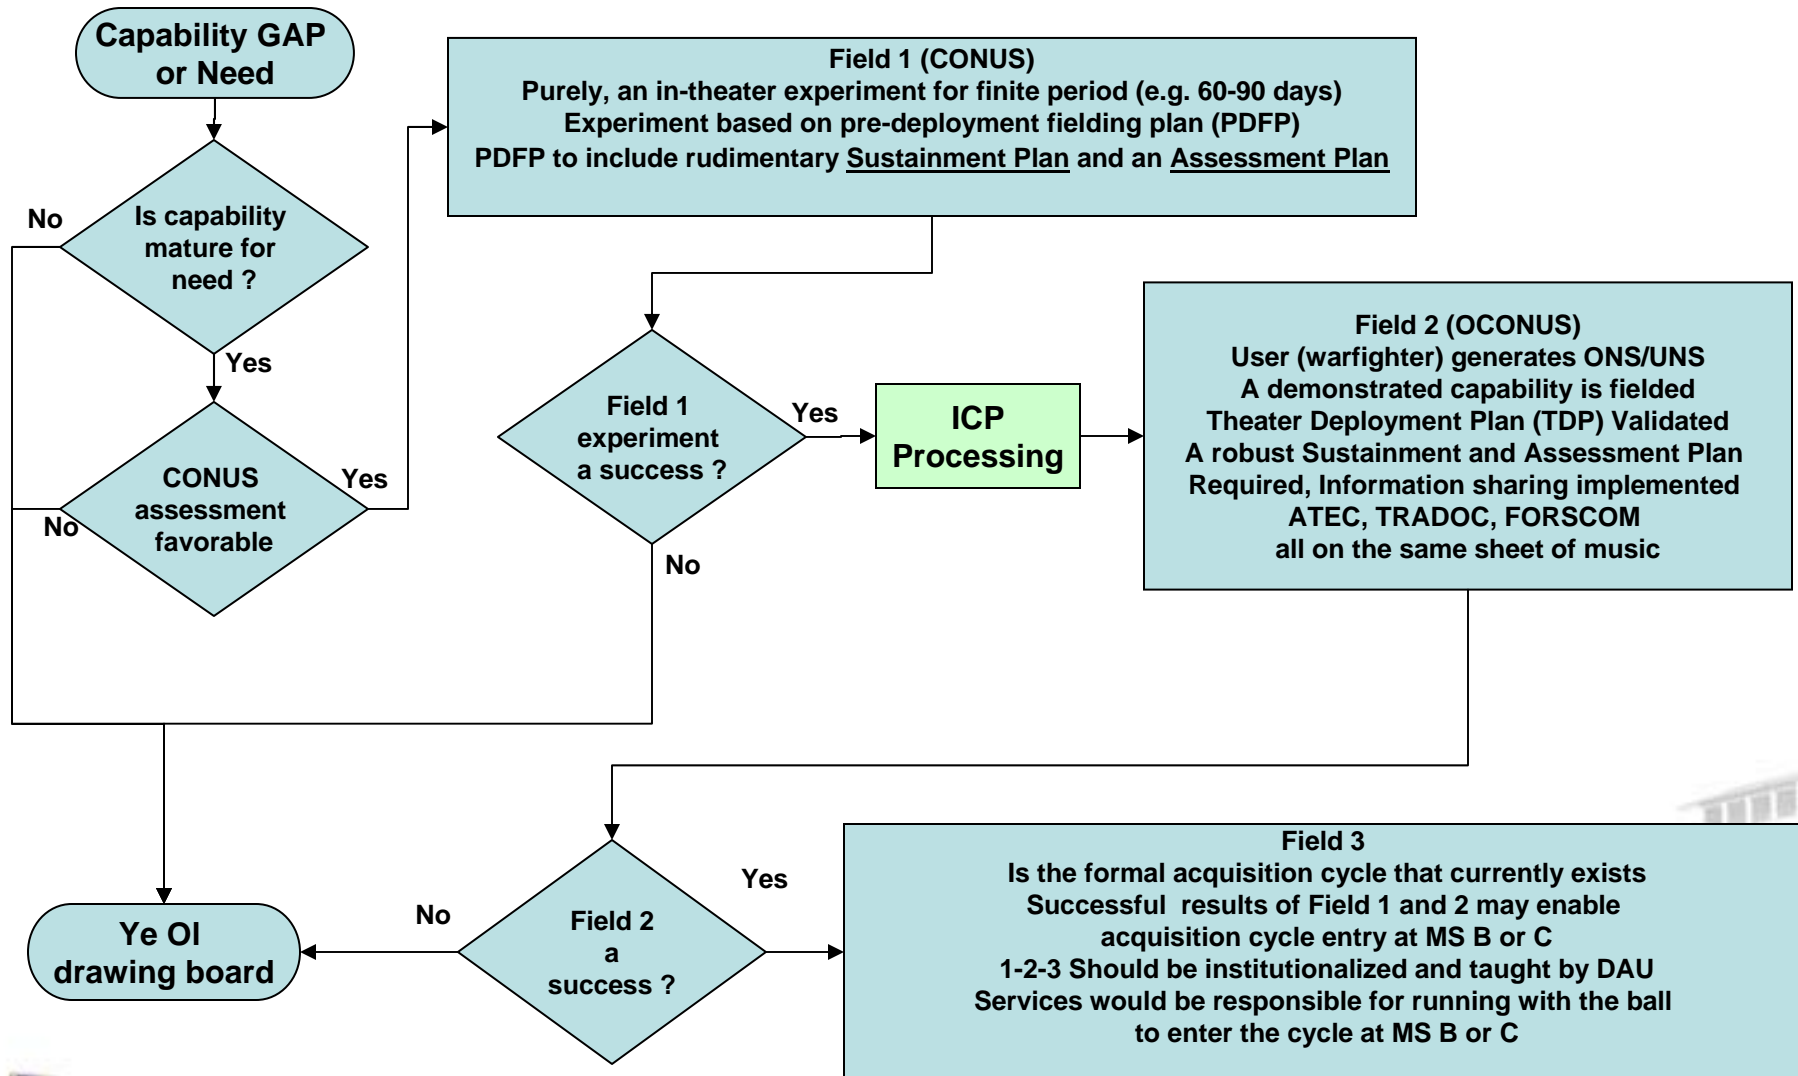 Capability GAP
or Need
Is capability
mature for
need ?
No
Yes
CONUS
assessment
favorable
No
Yes
Field 1 (CONUS)
Purely, an in-theater experiment for finite period (e.g. 60-90 days)
Experiment based on pre-deployment fielding plan (PDFP)
PDFP to include rudimentary Sustainment Plan and an Assessment Plan
Field 1
experiment
a success ?
Yes
No
ICP
Processing
Field 2 (OCONUS)
User (warfighter) generates ONS/UNS
A demonstrated capability is fielded
Theater Deployment Plan (TDP) Validated
A robust Sustainment and Assessment Plan
Required, Information sharing implemented
ATEC, TRADOC, FORSCOM
all on the same sheet of music
Field 2
a
success ?
No
Yes
Ye Ol
drawing board
Field 3
Is the formal acquisition cycle that currently exists
Successful  results of Field 1 and 2 may enable
acquisition cycle entry at MS B or C
1-2-3 Should be institutionalized and taught by DAU
Services would be responsible for running with the ball
to enter the cycle at MS B or C